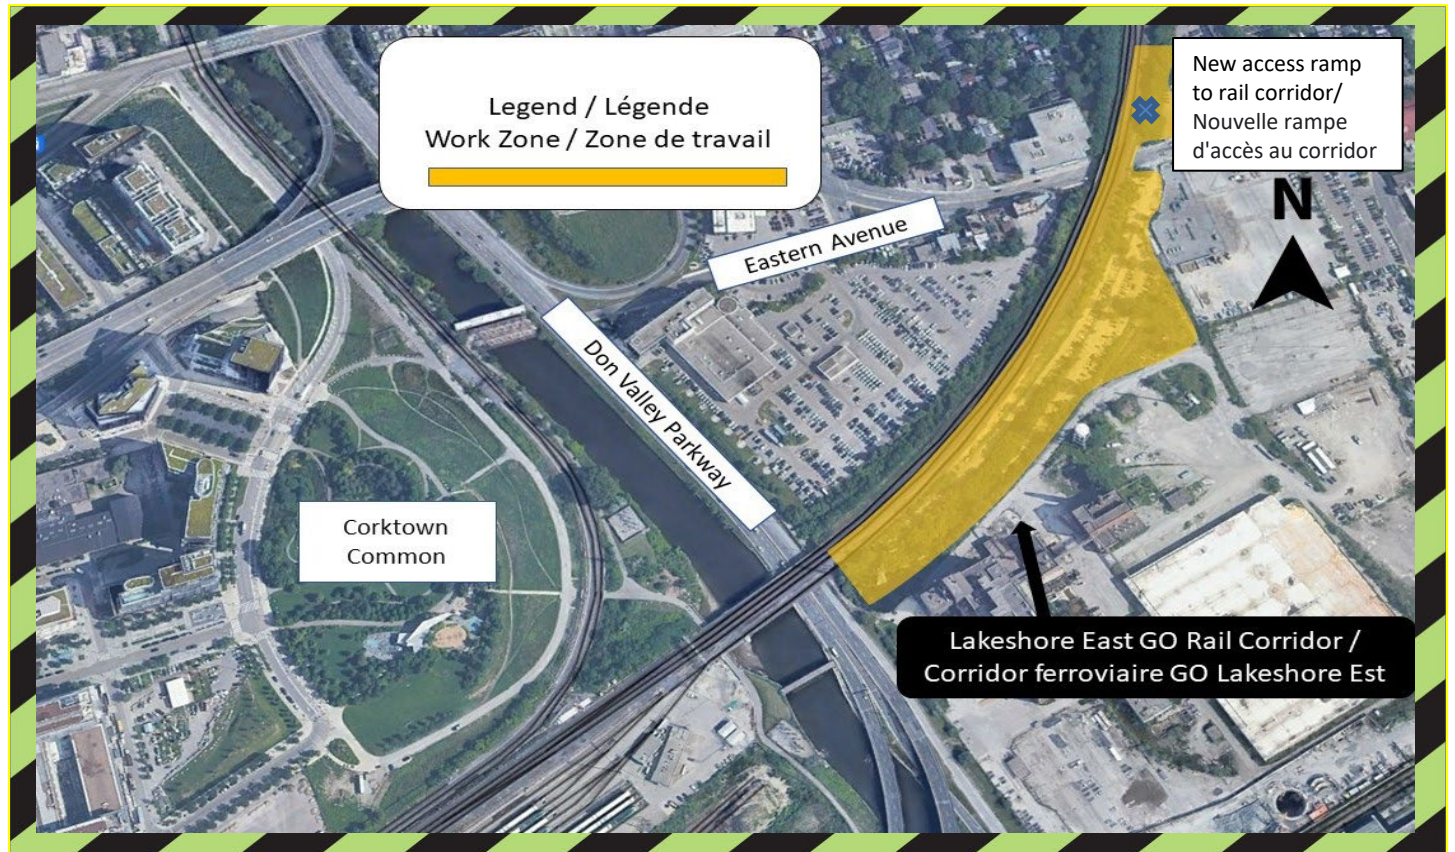 Legend / Légende
Work Zone / Zone de travail
New access ramp
to rail corridor/
Nouvelle rampe
d'accès au corridor
N
Eastern Avenue
Don Valley Parkway
Corktown
Common
Lakeshore East GO Rail Corridor /
Corridor ferroviaire GO Lakeshore Est